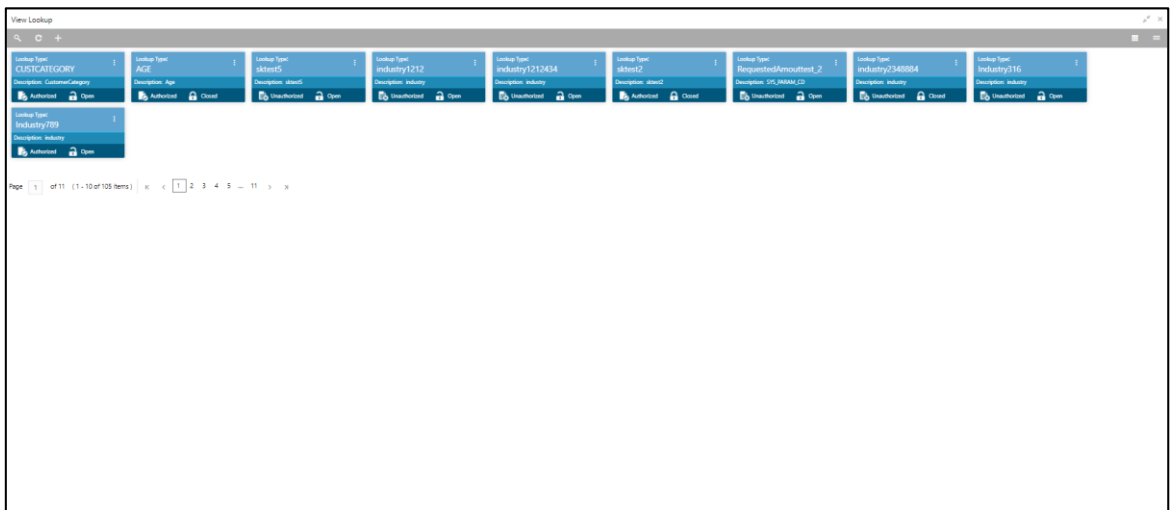 View Lookup
Lookup Type: Lookup Type: Lookup Type: Lookup Type: Lookup Type: Lookup Type: Lookup Type: Lookup Type: Lookup Type:
CUSTCATEGORY AGE sktest5 industry1212 industry1212434 sktest2 RequestedAmouttest_2 industry2348884 Industry316
Description: CustomerCategory Description: Age Description: sktest5 Description: industry Description: industry Description: sktest2 Description: SYS_PARAM_CD Description: industry Description: industry
Authorized Open Authorized Closed Unauthorized Open Unauthorized Open Unauthorized Open Authorized Closed Unauthorized Open Unauthorized Closed Unauthorized Open
Lookup Type:
Industry789
Description: industry
Authorized Open
Page 1 of 11 (1 - 10 of 105 items) 1 2 3 4 5 ... 11